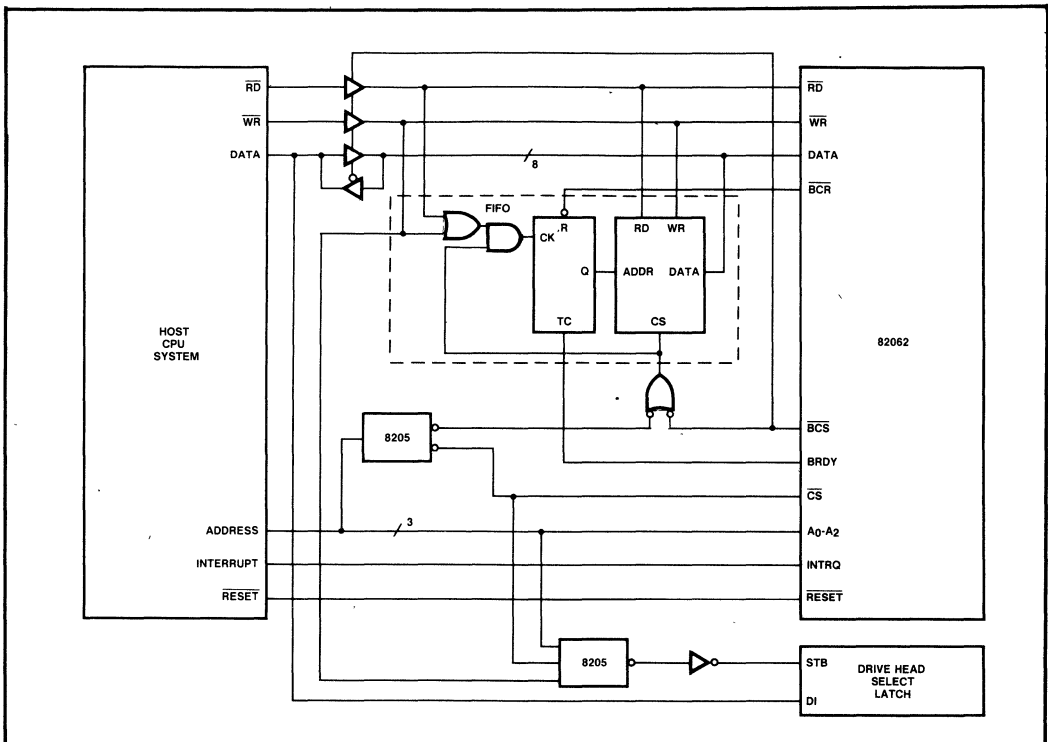 RD
WR
DATA
8
RD
WR
DATA
BCR
FIFO
CK
R
Q
TC
RD WR
ADDR DATA
CS
HOST
CPU
SYSTEM
82062
8205
BCS
BRDY
CS
ADDRESS
3
A0-A2
INTERRUPT
INTRQ
RESET
RESET
8205
STB
DI
DRIVE HEAD
SELECT
LATCH